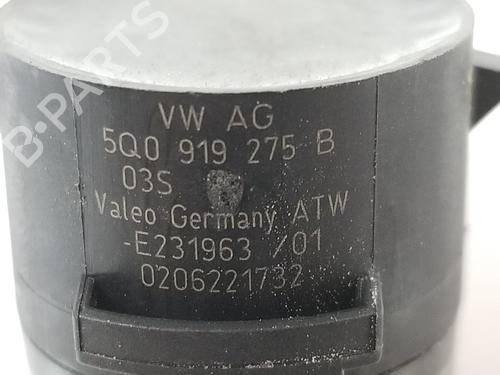 B-PARTS
VW AG
5Q0 919 275 B
03S
Valeo Germany ATW
-E231963 /01
0206221732